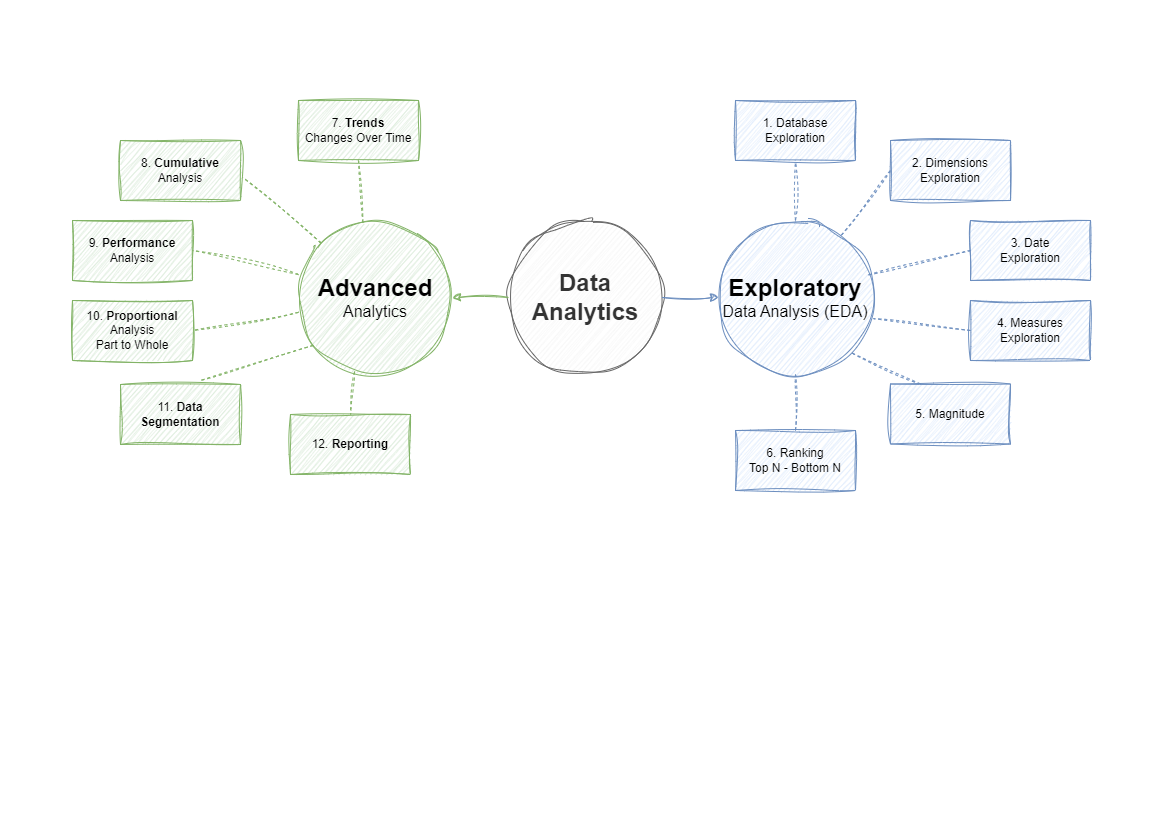 7. Trends
Changes Over Time
8. Cumulative
Analysis
9. Performance
Analysis
10. Proportional
Analysis
Part to Whole
11. Data
Segmentation
12. Reporting
Advanced
Analytics
Data
Analytics
Exploratory
Data Analysis (EDA)
1. Database
Exploration
2. Dimensions
Exploration
3. Date
Exploration
4. Measures
Exploration
5. Magnitude
6. Ranking
Top N - Bottom N